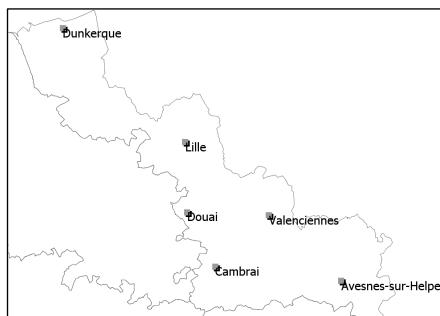 Dunkerque
Lille
Douai
Valenciennes
Cambrai
Avesnes-sur-Helpe